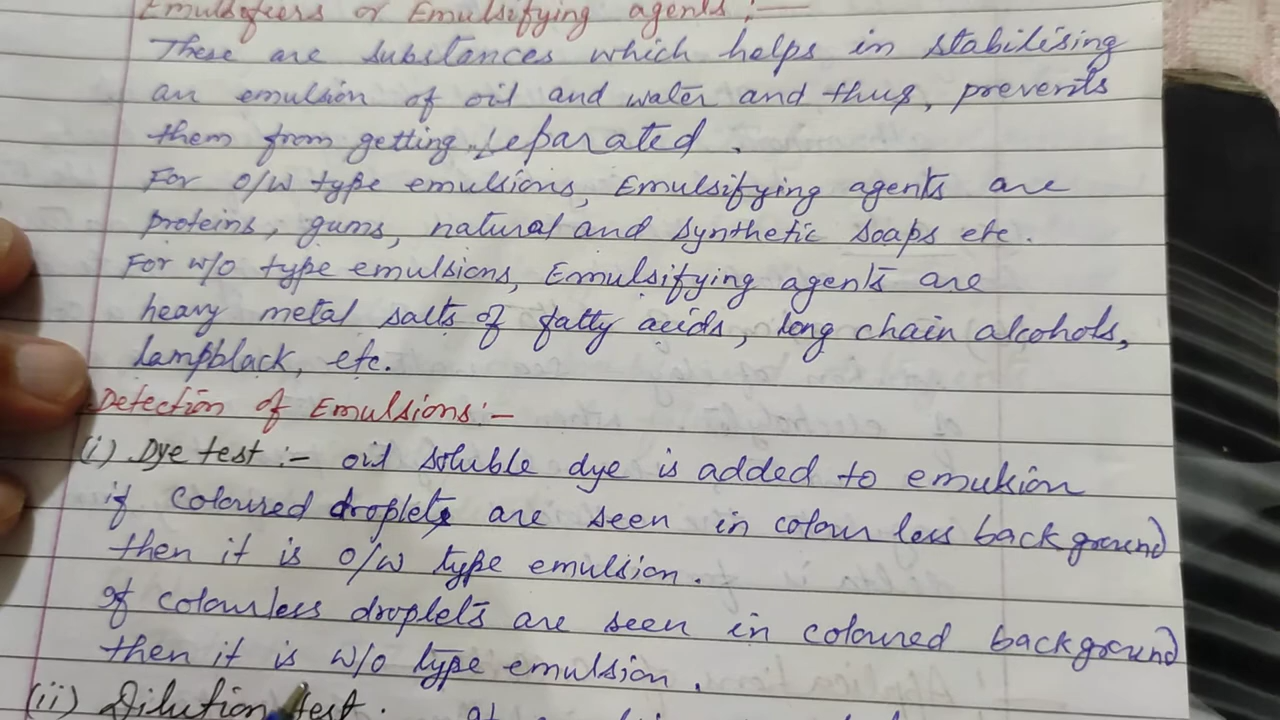 Emulsifiers or Emulsifying agents :—
These are substances which helps in stabilising
an emulsion of oil and water and thus, prevents
them from getting separated.
For O/W type emulsions, Emulsifying agents are
proteins, gums, natural and synthetic soaps etc.
For W/O type emulsions, Emulsifying agents are
heavy metal salts of fatty acids, long chain alcohols,
lampblack, etc.
Detection of Emulsions :-
(i) Dye test :- oil soluble dye is added to emulsion
if coloured droplets are seen in colour less background
then it is O/W type emulsion.
If colourless droplets are seen in coloured background
then it is W/O type emulsion.
(ii) Dilution test.